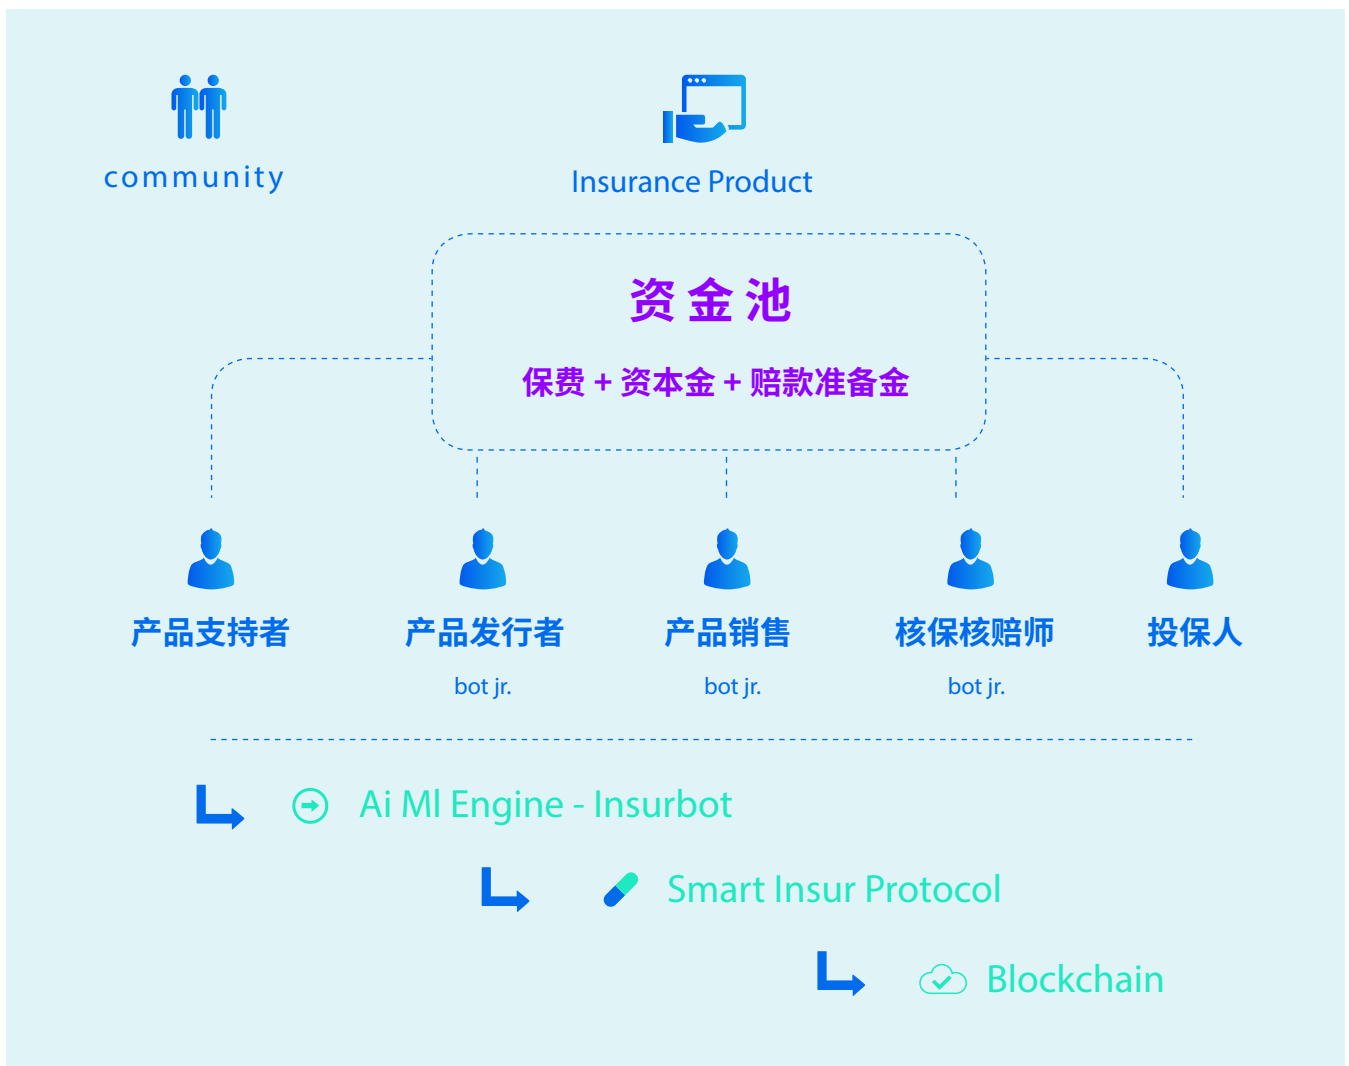 community
Insurance Product
资金池
保费 + 资本金 + 赔款准备金
产品支持者
产品发行者
产品销售
核保核赔师
投保人
bot jr.
bot jr.
bot jr.
Ai Ml Engine - Insurbot
Smart Insur Protocol
Blockchain